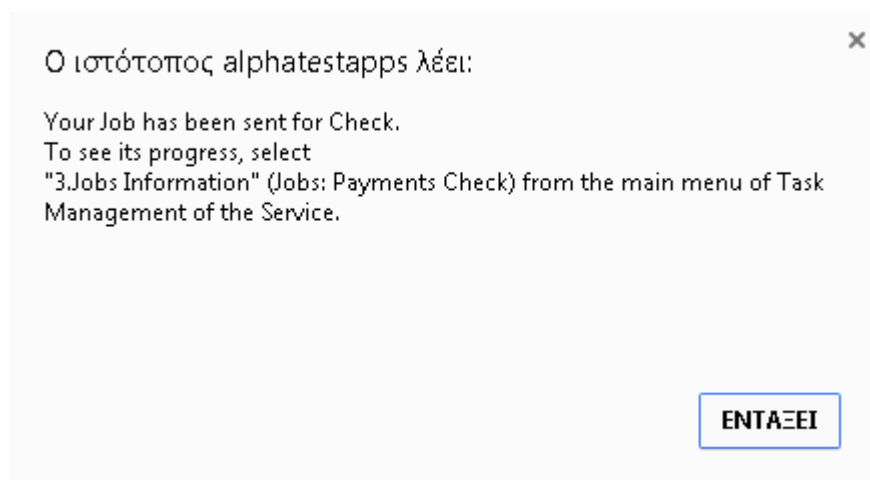 Ο ιστότοπος alphatestapps λέει:
Your Job has been sent for Check.
To see its progress, select
"3.Jobs Information" (Jobs: Payments Check) from the main menu of Task
Management of the Service.
ΕΝΤΑΞΕΙ